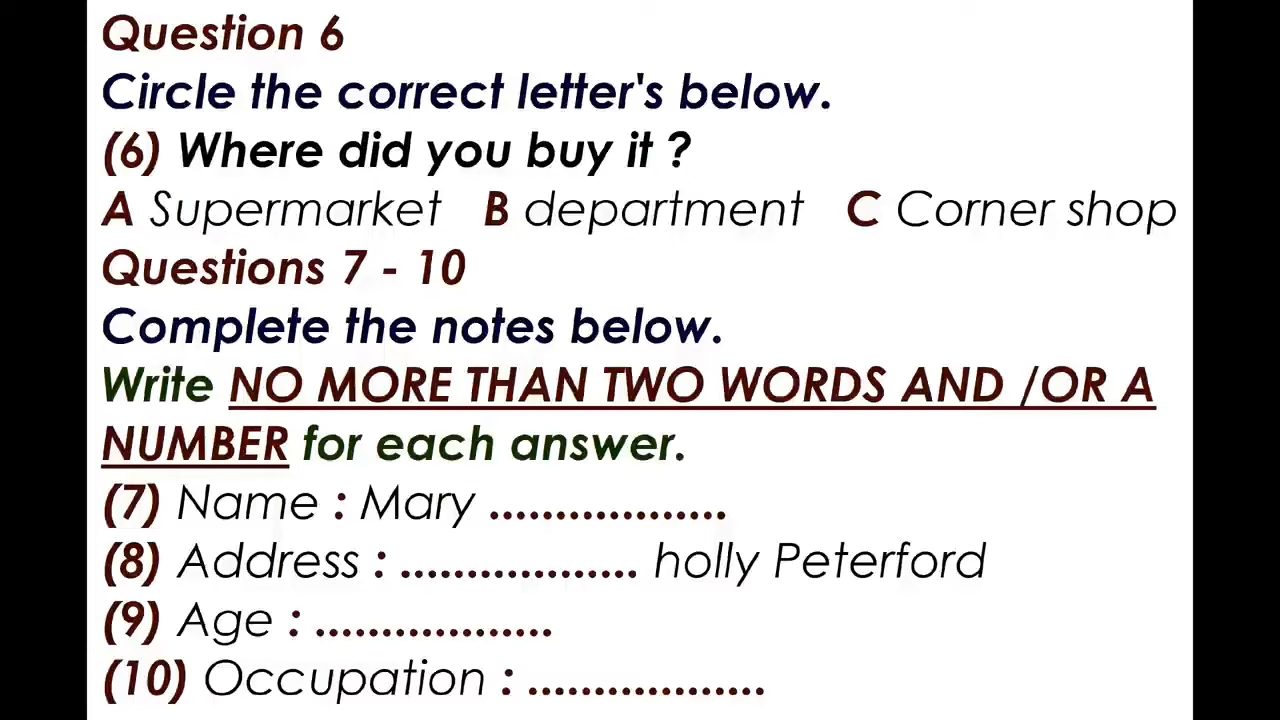 Question 6
Circle the correct letter's below.
(6) Where did you buy it ?
A Supermarket B department C Corner shop
Questions 7 - 10
Complete the notes below.
Write NO MORE THAN TWO WORDS AND /OR A
NUMBER for each answer.
(7) Name : Mary ..................
(8) Address : .................. holly Peterford
(9) Age : ..................
(10) Occupation : ..................